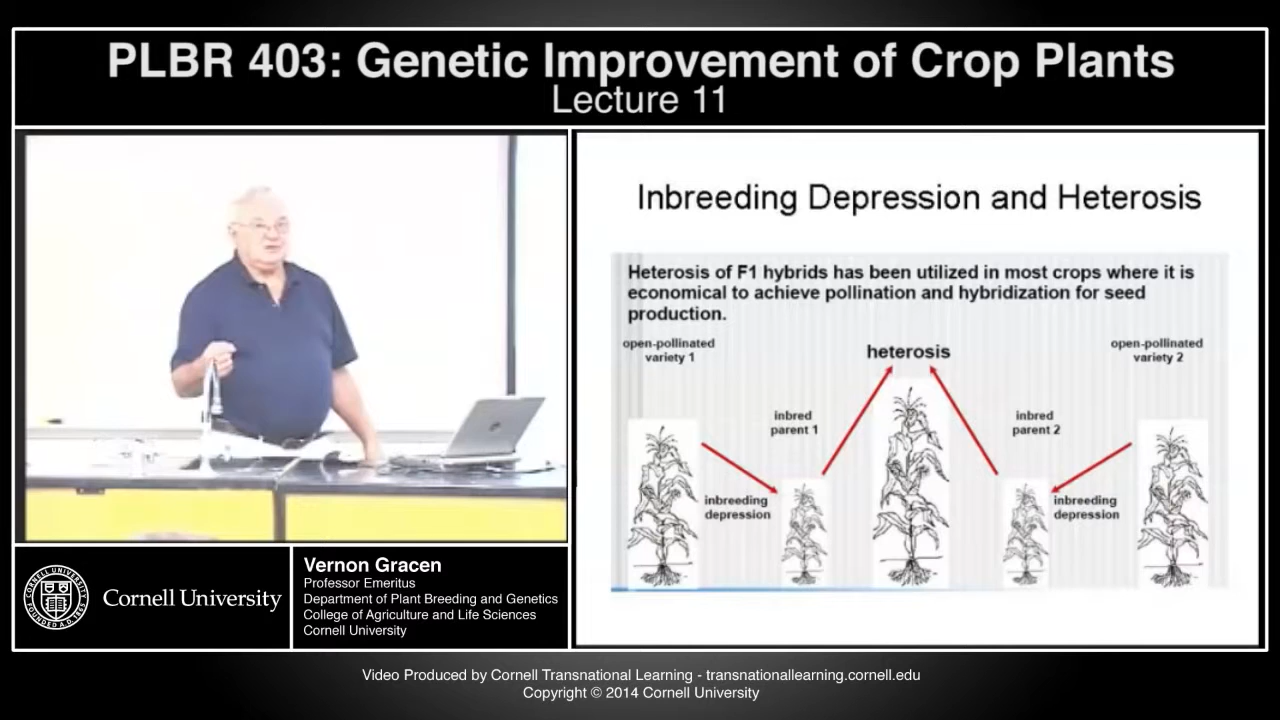 PLBR 403: Genetic Improvement of Crop Plants
Lecture 11
Inbreeding Depression and Heterosis
Heterosis of F1 hybrids has been utilized in most crops where it is
economical to achieve pollination and hybridization for seed
production.
open-pollinated
variety 1
heterosis
open-pollinated
variety 2
inbred
parent 1
inbred
parent 2
inbreeding
depression
inbreeding
depression
Cornell University
Vernon Gracen
Professor Emeritus
Department of Plant Breeding and Genetics
College of Agriculture and Life Sciences
Cornell University
Video Produced by Cornell Transnational Learning - transnationallearning.cornell.edu
Copyright © 2014 Cornell University